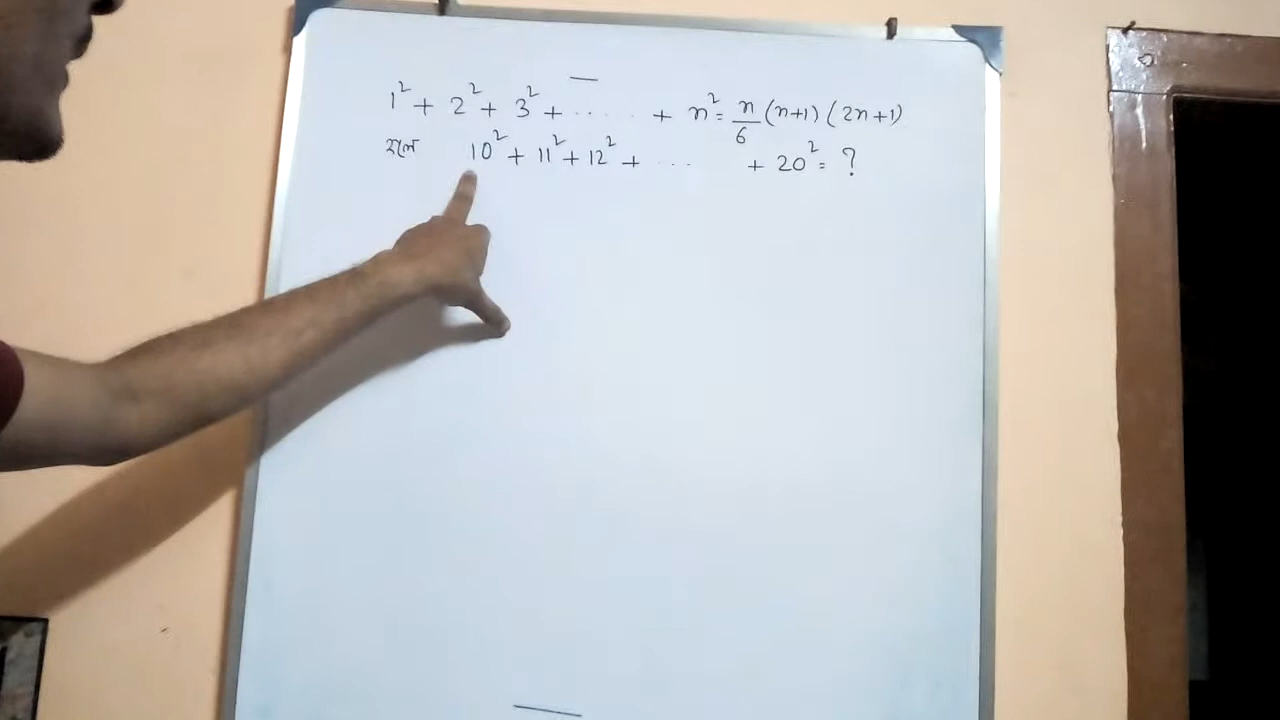 1² + 2² + 3² + ..... + n² = n/6 (n+1) (2n+1)
হলে 10² + 11² + 12² + ... + 20² = ?